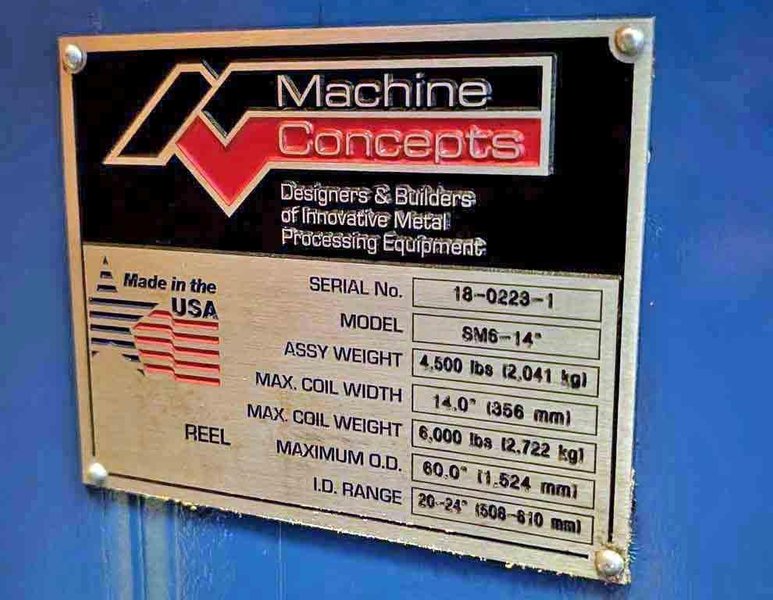 Machine
Concepts
Designers & Builders
of Innovative Metal
Processing Equipment
Made in the
USA
SERIAL No. 18-0223-1
MODEL SM6-14"
ASSY WEIGHT 4,500 lbs (2,041 kg)
MAX. COIL WIDTH 14.0" (356 mm)
MAX. COIL WEIGHT 6,000 lbs (2,722 kg)
REEL
MAXIMUM O.D. 60.0" (1,524 mm)
I.D. RANGE 20-24" (508-610 mm)